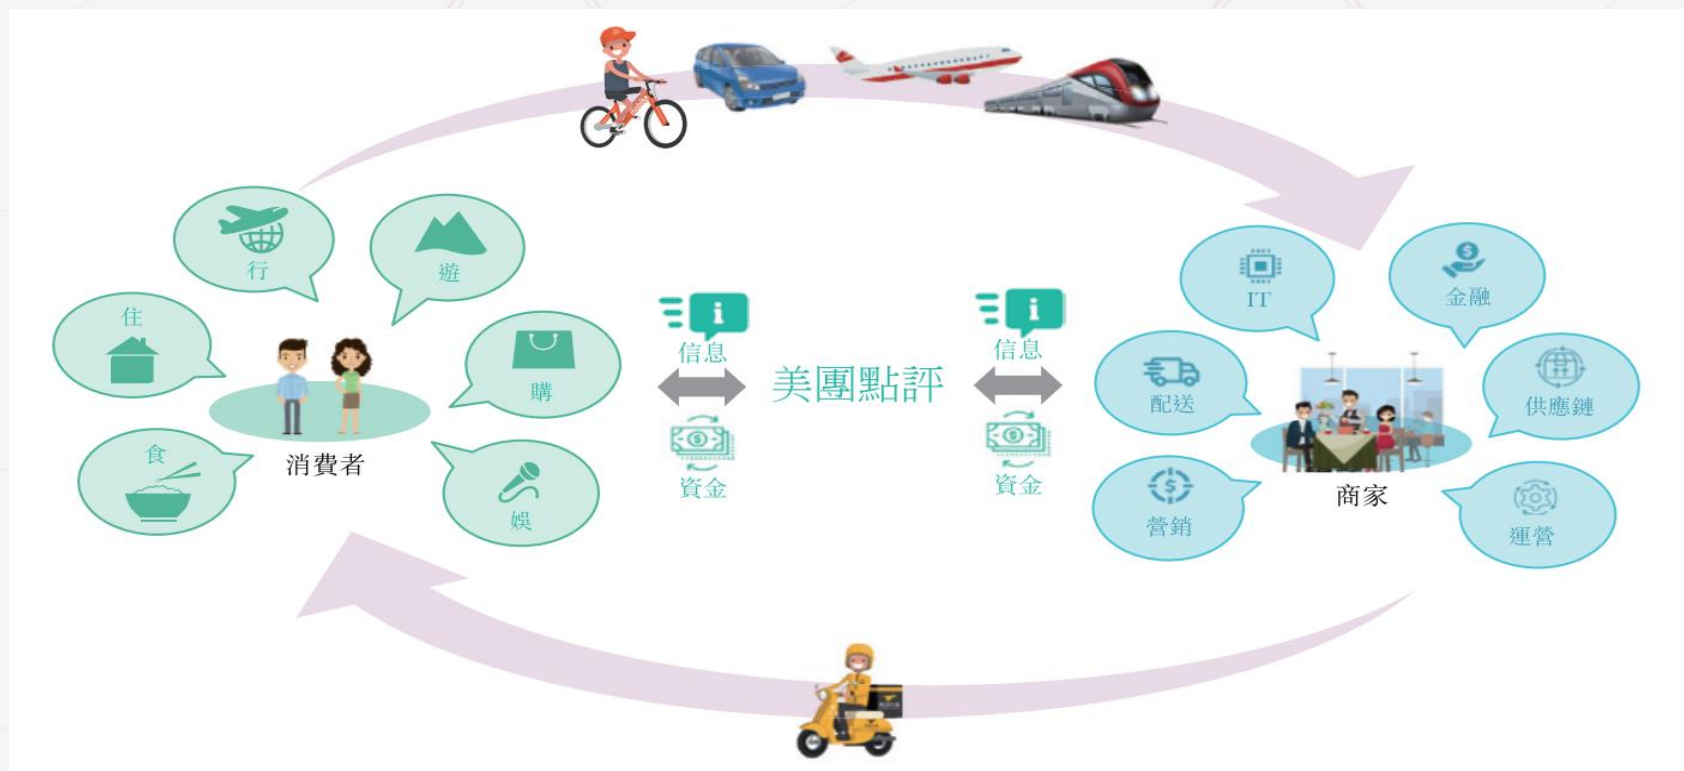 行
遊
住
購
食
娛
消費者
信息
資金
美團點評
信息
資金
IT
金融
配送
供應鏈
營銷
運營
商家